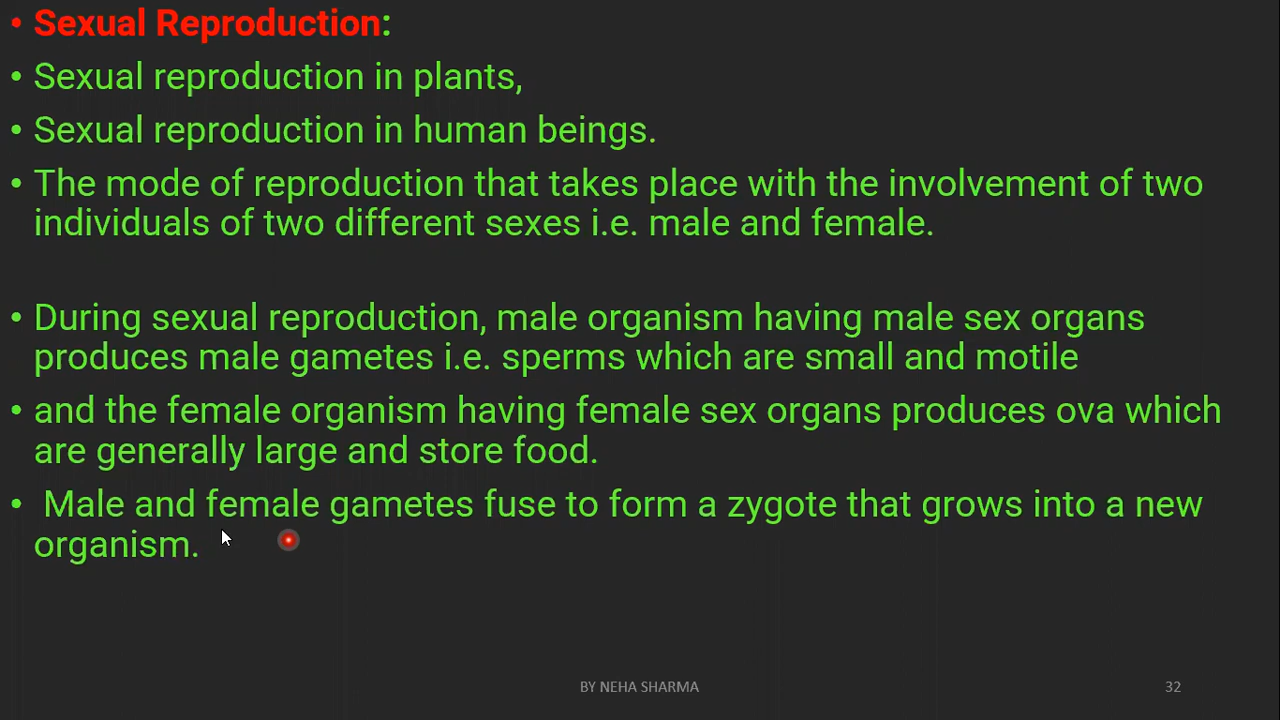 • Sexual Reproduction:
• Sexual reproduction in plants,
• Sexual reproduction in human beings.
• The mode of reproduction that takes place with the involvement of two
individuals of two different sexes i.e. male and female.
• During sexual reproduction, male organism having male sex organs
produces male gametes i.e. sperms which are small and motile
• and the female organism having female sex organs produces ova which
are generally large and store food.
• Male and female gametes fuse to form a zygote that grows into a new
organism.
BY NEHA SHARMA
32